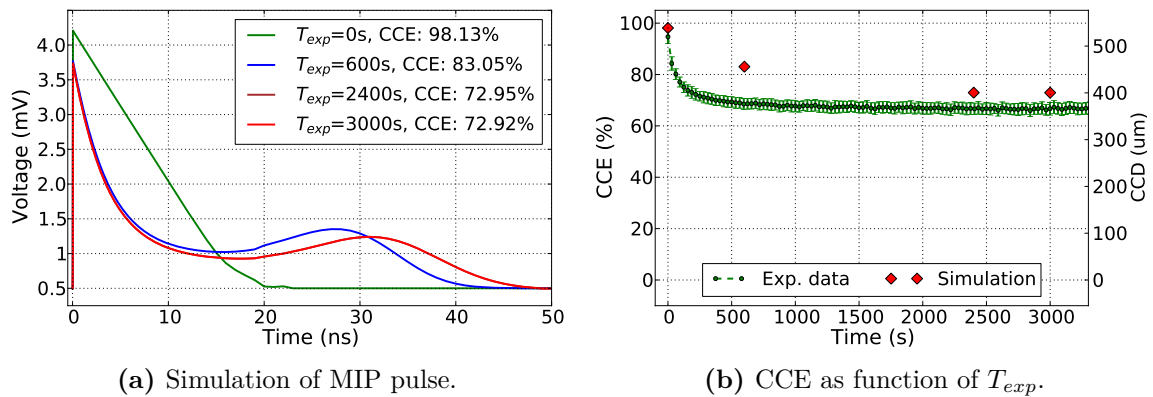 4.0
3.5
3.0
2.5
2.0
1.5
1
0.5
Voltage (mV)
0
10
20
30
40
50
Time (ns)
T_exp=0s, CCE: 98.13%
T_exp=600s, CCE: 83.05%
T_exp=2400s, CCE: 72.95%
T_exp=3000s, CCE: 72.92%
(a) Simulation of MIP pulse.
100
80
60
40
20
0
CCE (%)
0
500
1000
1500
2000
2500
3000
Time (s)
500
400
300
200
100
0
CCD (um)
Exp. data
Simulation
(b) CCE as function of T_exp.